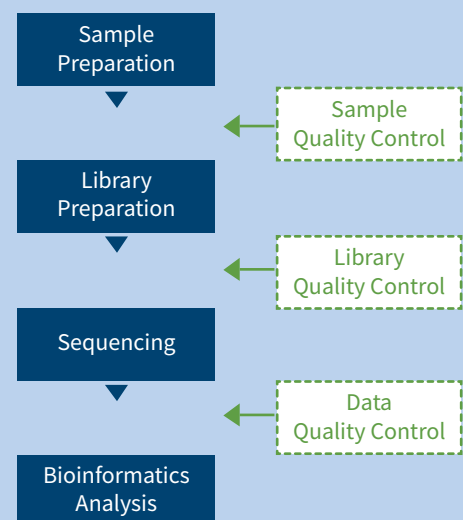 Sample
Preparation
Sample
Quality Control
Library
Preparation
Library
Quality Control
Sequencing
Data
Quality Control
Bioinformatics
Analysis